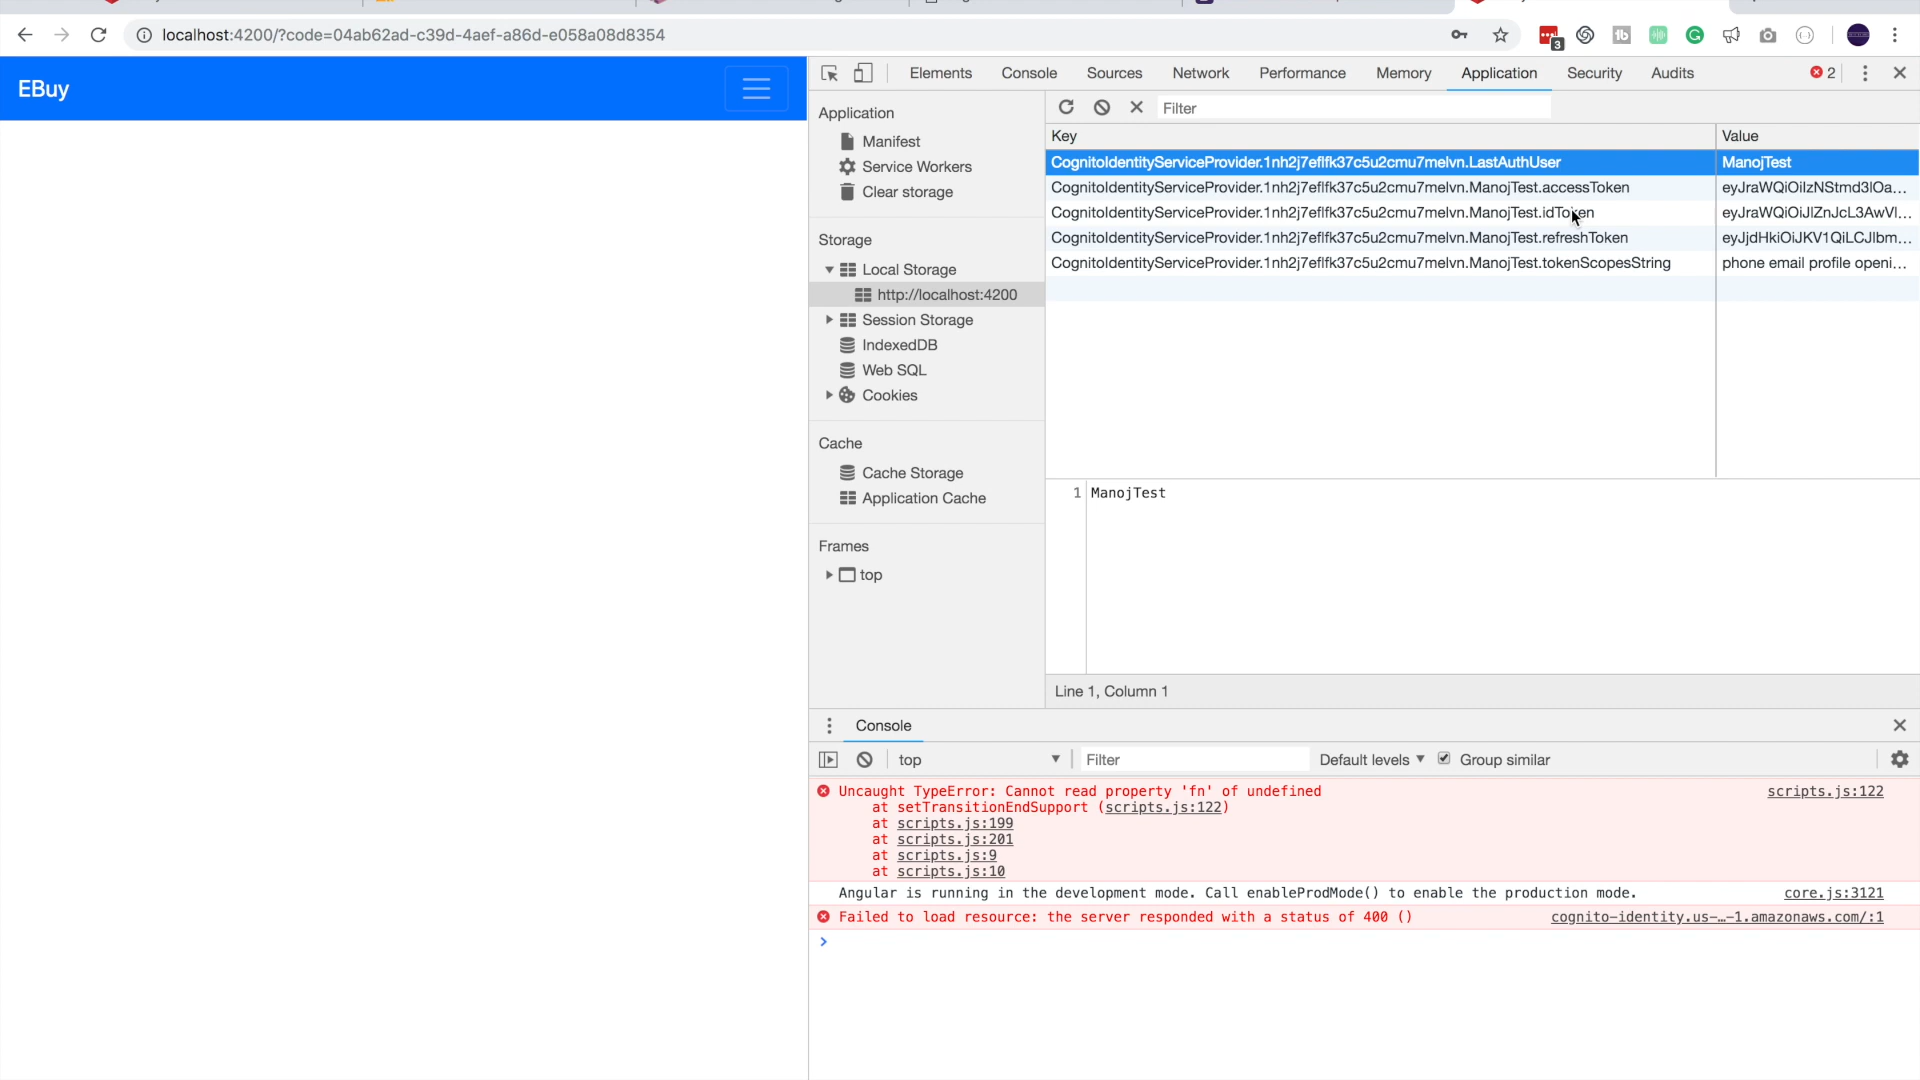 localhost:4200/?code=04ab62ad-c39d-4aef-a86d-e058a08d8354
3
EBuy
Elements Console Sources Network Performance Memory Application Security Audits 2
Application
Manifest
Service Workers
Clear storage
Storage
Local Storage
http://localhost:4200
Session Storage
IndexedDB
Web SQL
Cookies
Cache
Cache Storage
Application Cache
Frames
top
Filter
Key Value
CognitoIdentityServiceProvider.1nh2j7eflfk37c5u2cmu7melvn.LastAuthUser ManojTest
CognitoIdentityServiceProvider.1nh2j7eflfk37c5u2cmu7melvn.ManojTest.accessToken eyJraWQiOiIzNStmd3lOa...
CognitoIdentityServiceProvider.1nh2j7eflfk37c5u2cmu7melvn.ManojTest.idToken eyJraWQiOiJlZnJcL3AwVl...
CognitoIdentityServiceProvider.1nh2j7eflfk37c5u2cmu7melvn.ManojTest.refreshToken eyJjdHkiOiJKV1QiLCJlbm...
CognitoIdentityServiceProvider.1nh2j7eflfk37c5u2cmu7melvn.ManojTest.tokenScopesString phone email profile openi...
1 ManojTest
Line 1, Column 1
Console
top Filter Default levels Group similar
Uncaught TypeError: Cannot read property 'fn' of undefined scripts.js:122
at setTransitionEndSupport (scripts.js:122)
at scripts.js:199
at scripts.js:201
at scripts.js:9
at scripts.js:10
Angular is running in the development mode. Call enableProdMode() to enable the production mode. core.js:3121
Failed to load resource: the server responded with a status of 400 () cognito-identity.us-…-1.amazonaws.com/:1